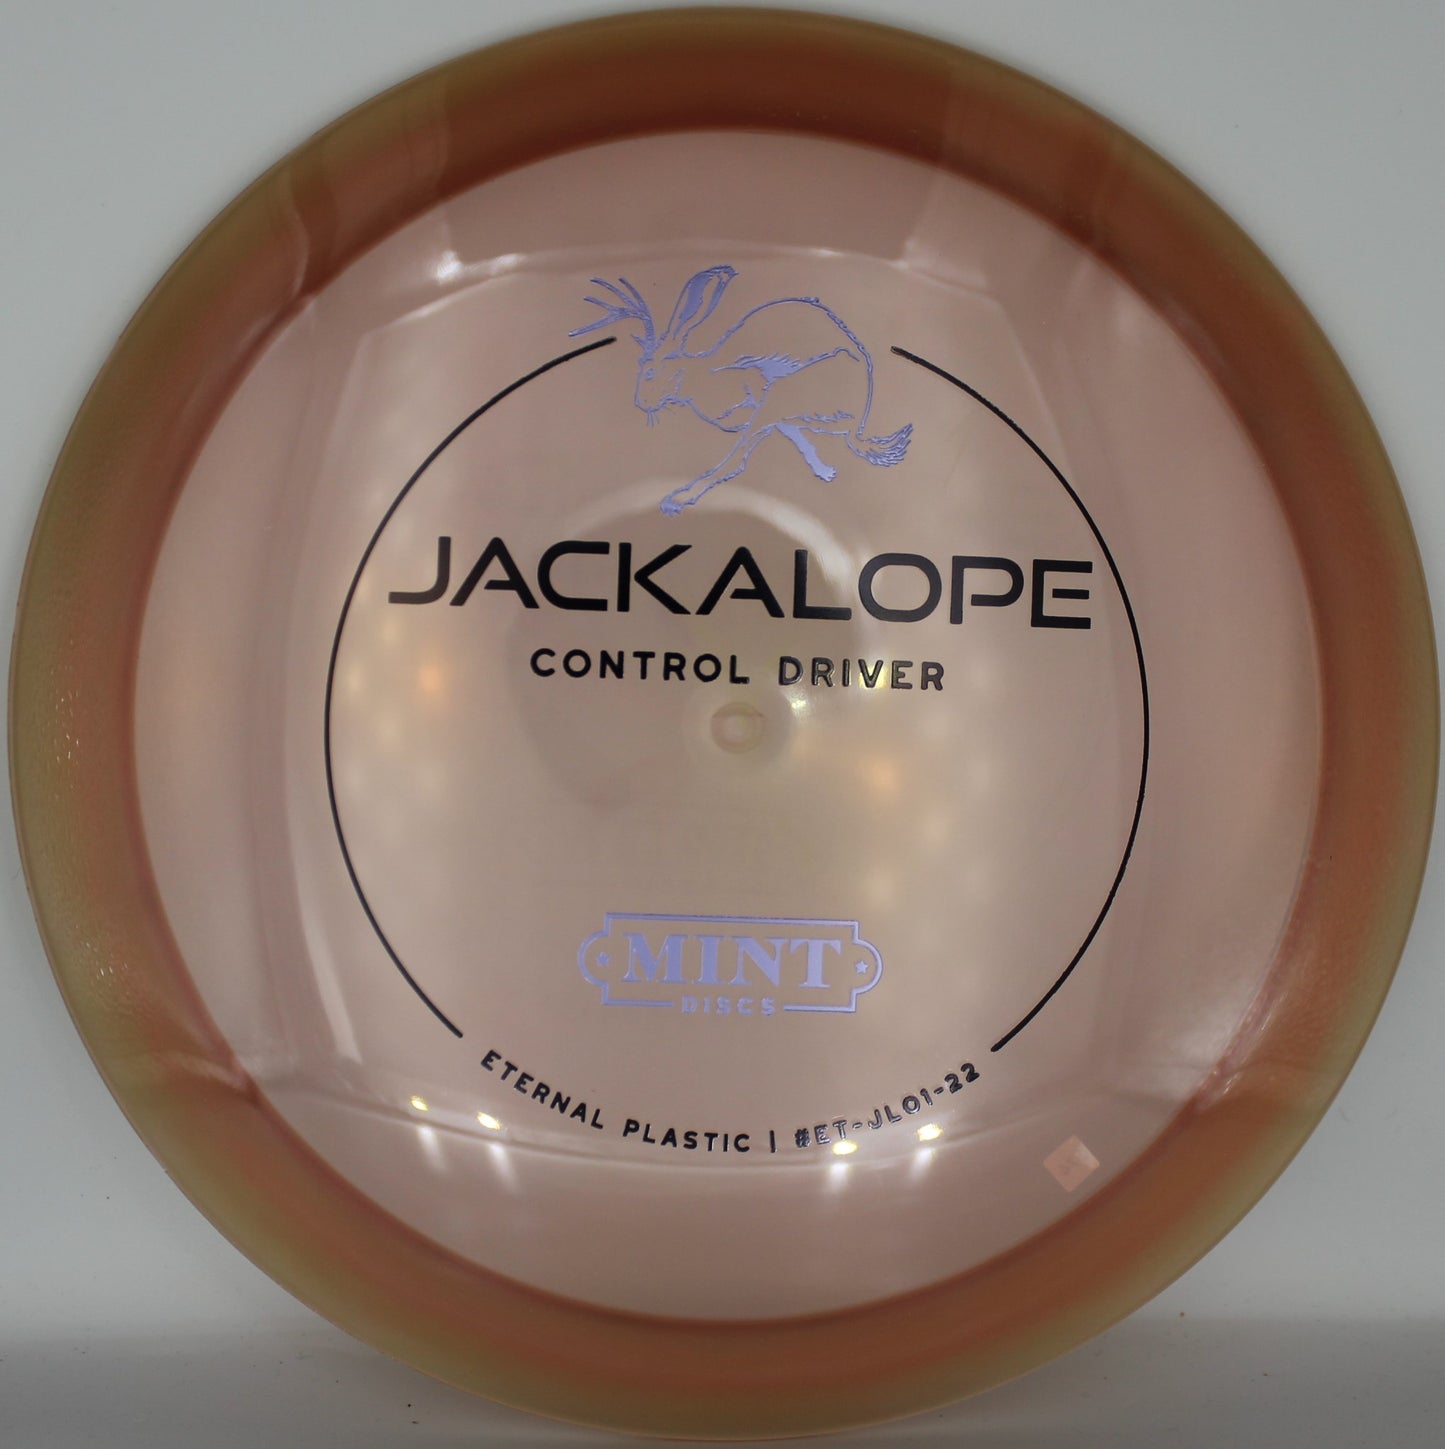 JACKALOPE
CONTROL DRIVER
MINT
DISCS
ETERNAL PLASTIC | #ET-JL01-22